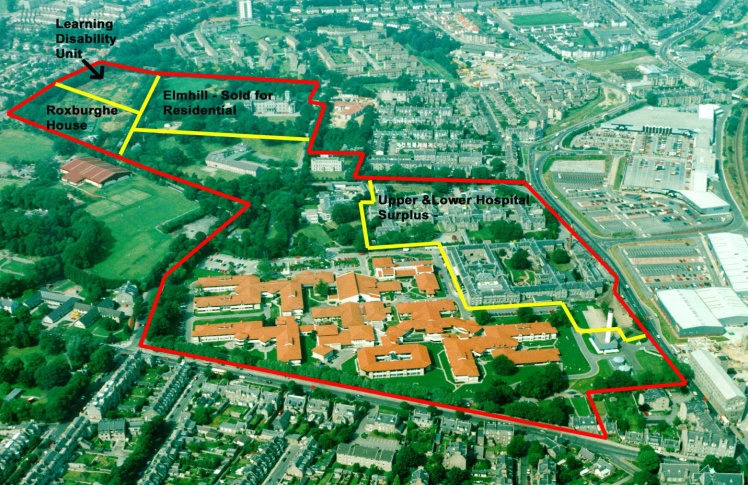 Learning
Disability
Unit
Roxburghe
House
Elmhill - Sold for
Residential
Upper &Lower Hospital
Surplus